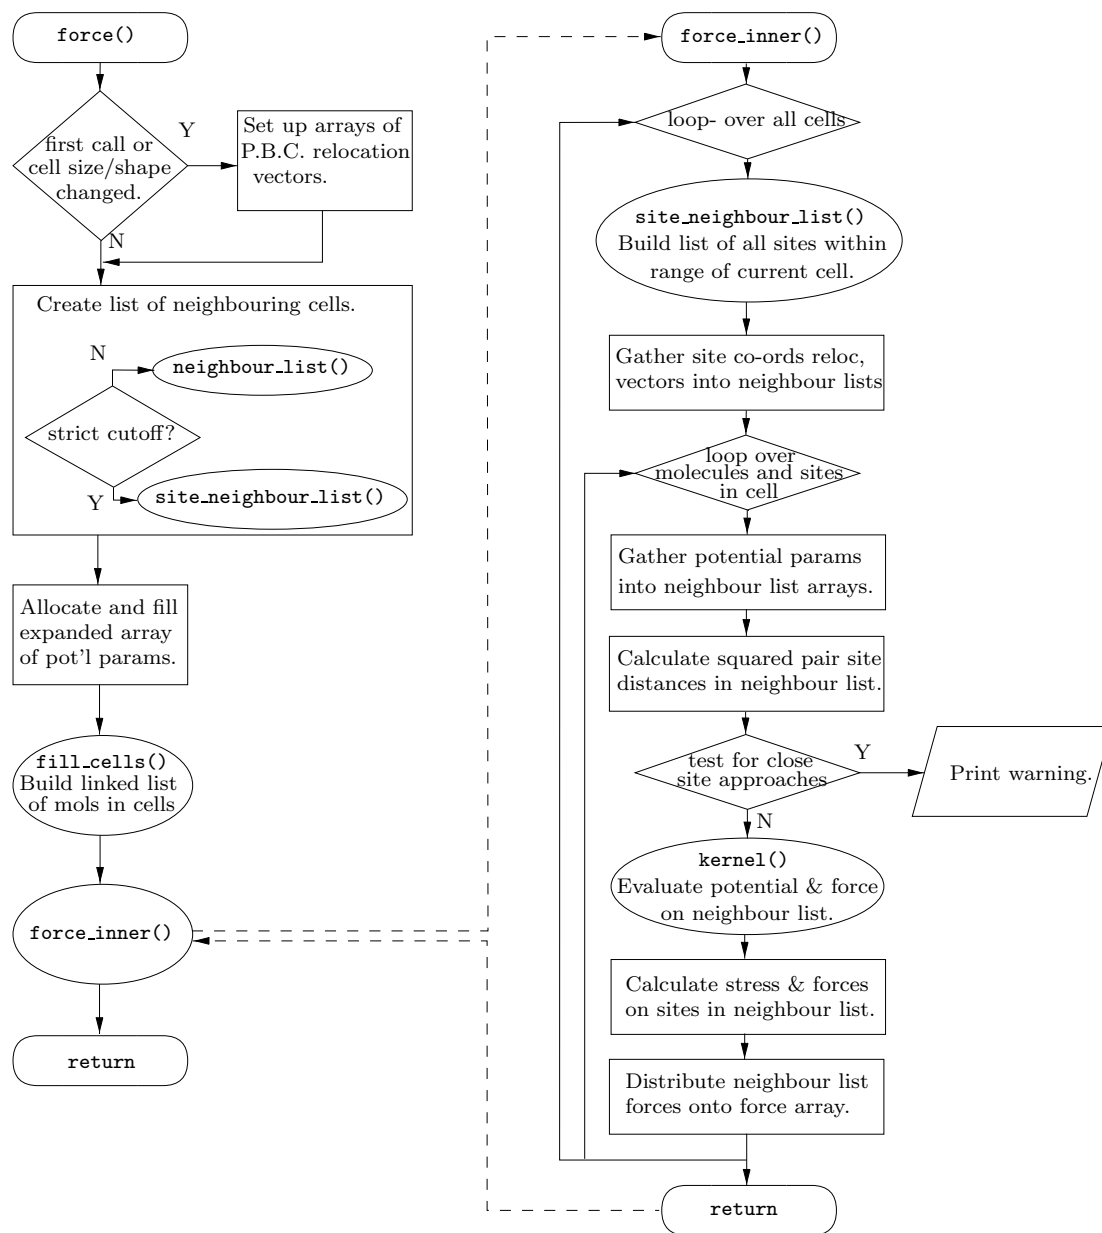 force()
first call or
cell size/shape
changed.
Y
Set up arrays of
P.B.C. relocation
vectors.
N
Create list of neighbouring cells.
N
neighbour_list()
strict cutoff?
Y
site_neighbour_list()
Allocate and fill
expanded array
of pot'l params.
fill_cells()
Build linked list
of mols in cells
force_inner()
return
force_inner()
loop- over all cells
site_neighbour_list()
Build list of all sites within
range of current cell.
Gather site co-ords reloc,
vectors into neighbour lists
loop over
molecules and sites
in cell
Gather potential params
into neighbour list arrays.
Calculate squared pair site
distances in neighbour list.
test for close
site approaches
Y
Print warning.
N
kernel()
Evaluate potential & force
on neighbour list.
Calculate stress & forces
on sites in neighbour list.
Distribute neighbour list
forces onto force array.
return